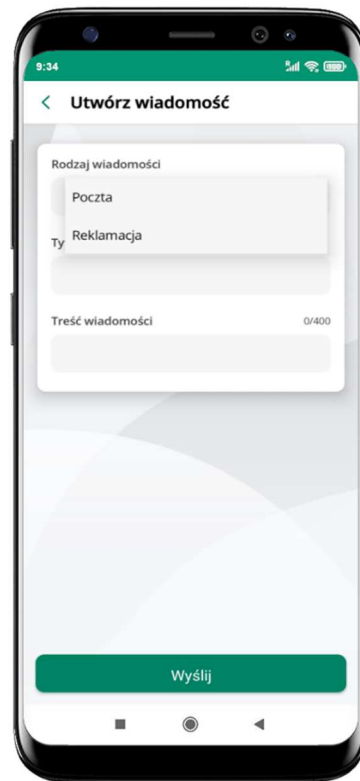 9:34
Utwórz wiadomość
Rodzaj wiadomości
Poczta
Reklamacja
Ty
Treść wiadomości 0/400
Wyślij